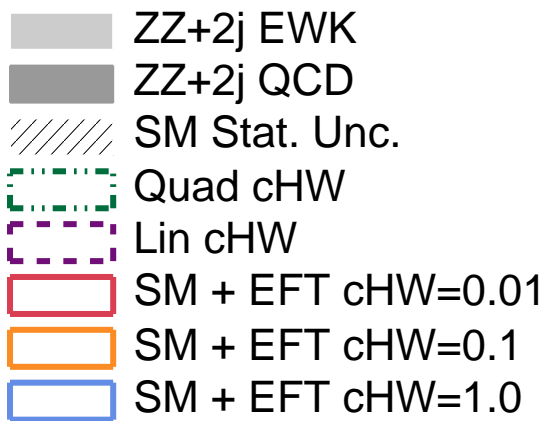 ZZ+2j EWK
ZZ+2j QCD
SM Stat. Unc.
Quad cHW
Lin cHW
SM + EFT cHW=0.01
SM + EFT cHW=0.1
SM + EFT cHW=1.0